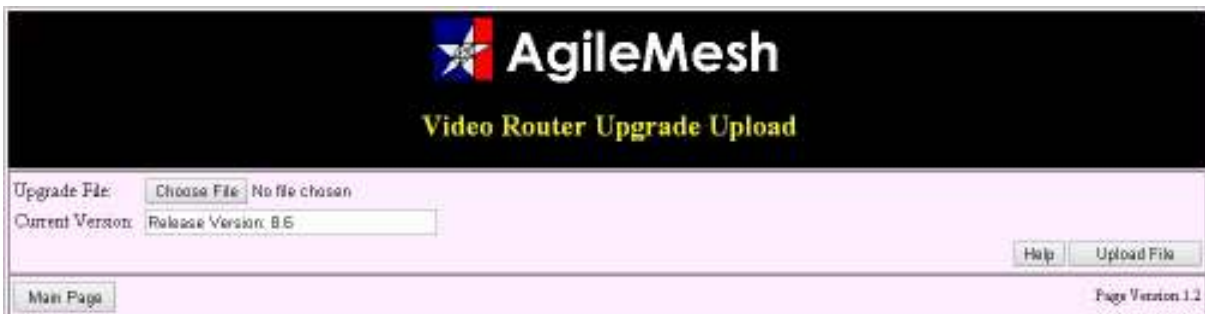 AgileMesh
Video Router Upgrade Upload
Upgrade File: Choose File No file chosen
Current Version: Release Version: 8.6
Help Upload File
Main Page Page Version 1.2